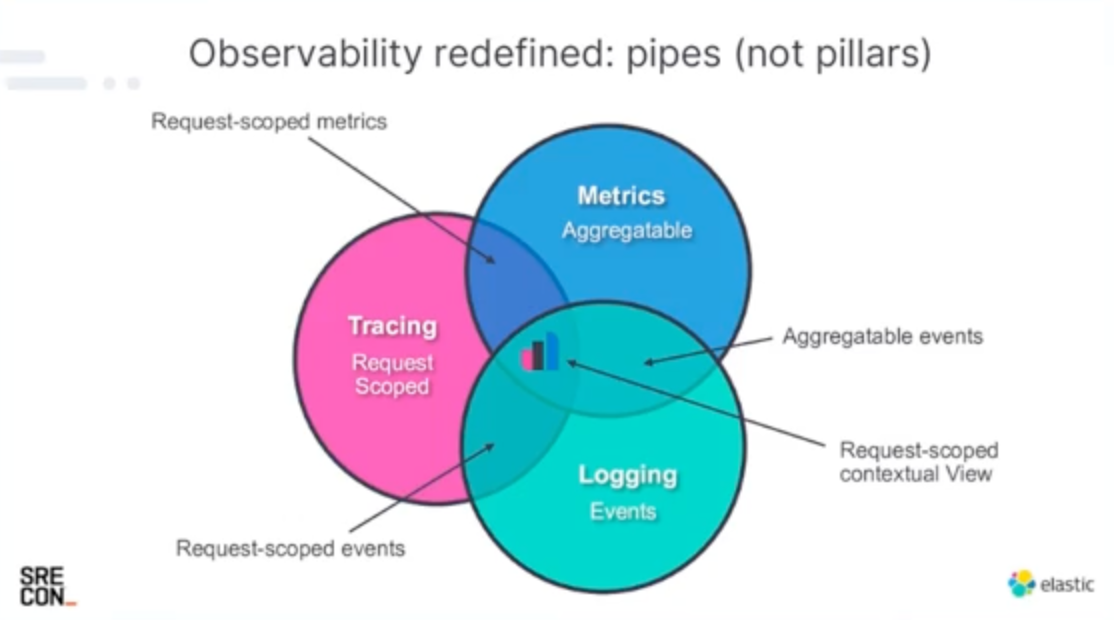 Observability redefined: pipes (not pillars)
Request-scoped metrics
Metrics
Aggregatable
Tracing
Request
Scoped
Aggregatable events
Request-scoped
contextual View
Logging
Events
Request-scoped events
SRE
CON_
elastic